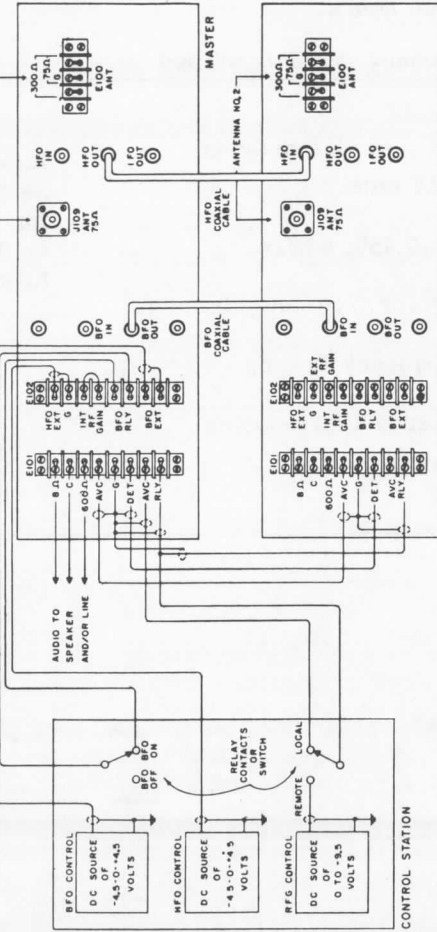 MASTER
300Ω
75Ω
G
E100
ANT
HFO
IN
HFO
OUT
IFO
OUT
J109
ANT
75Ω
BFO
IN
BFO
OUT
E102
HFO
EXT
G
INT
RF
GAIN
BFO
RLY
BFO
EXT
E101
8Ω
C
600Ω
AVC
G
DET
AVC
RLY
ANTENNA NO. 2
HFO
COAXIAL
CABLE
BFO
COAXIAL
CABLE
300Ω
75Ω
G
E100
ANT
HFO
IN
HFO
OUT
IFO
OUT
J109
ANT
75Ω
BFO
IN
BFO
OUT
E102
HFO
EXT
G
EXT
RF
GAIN
INT
RF
GAIN
BFO
RLY
BFO
EXT
E101
8Ω
C
600Ω
AVC
G
DET
AVC
RLY
AUDIO TO
SPEAKER
AND/OR LINE
BFO ON
BFO OFF
RELAY
CONTACTS
OR
SWITCH
LOCAL
REMOTE
BFO CONTROL
DC SOURCE
OF
-4.5-0-+4.5
VOLTS
HFO CONTROL
DC SOURCE
OF
-45-0-+45
VOLTS
RFG CONTROL
DC SOURCE
OF
0 TO -9.5
VOLTS
CONTROL STATION